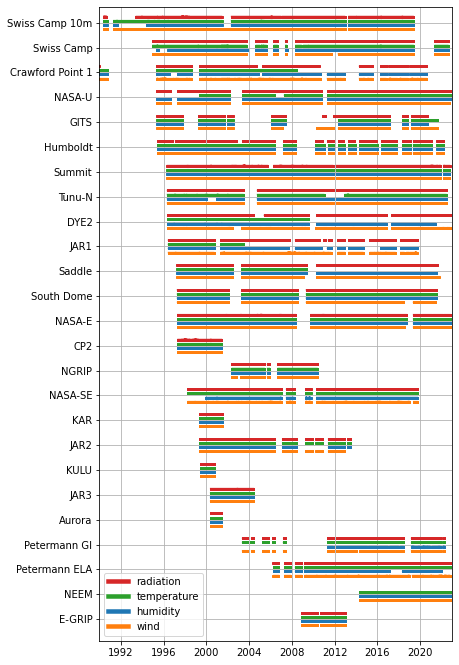 Swiss Camp 10m
Swiss Camp
Crawford Point 1
NASA-U
GITS
Humboldt
Summit
Tunu-N
DYE2
JAR1
Saddle
South Dome
NASA-E
CP2
NGRIP
NASA-SE
KAR
JAR2
KULU
JAR3
Aurora
Petermann GI
Petermann ELA
NEEM
E-GRIP
radiation
temperature
humidity
wind
1992 1996 2000 2004 2008 2012 2016 2020